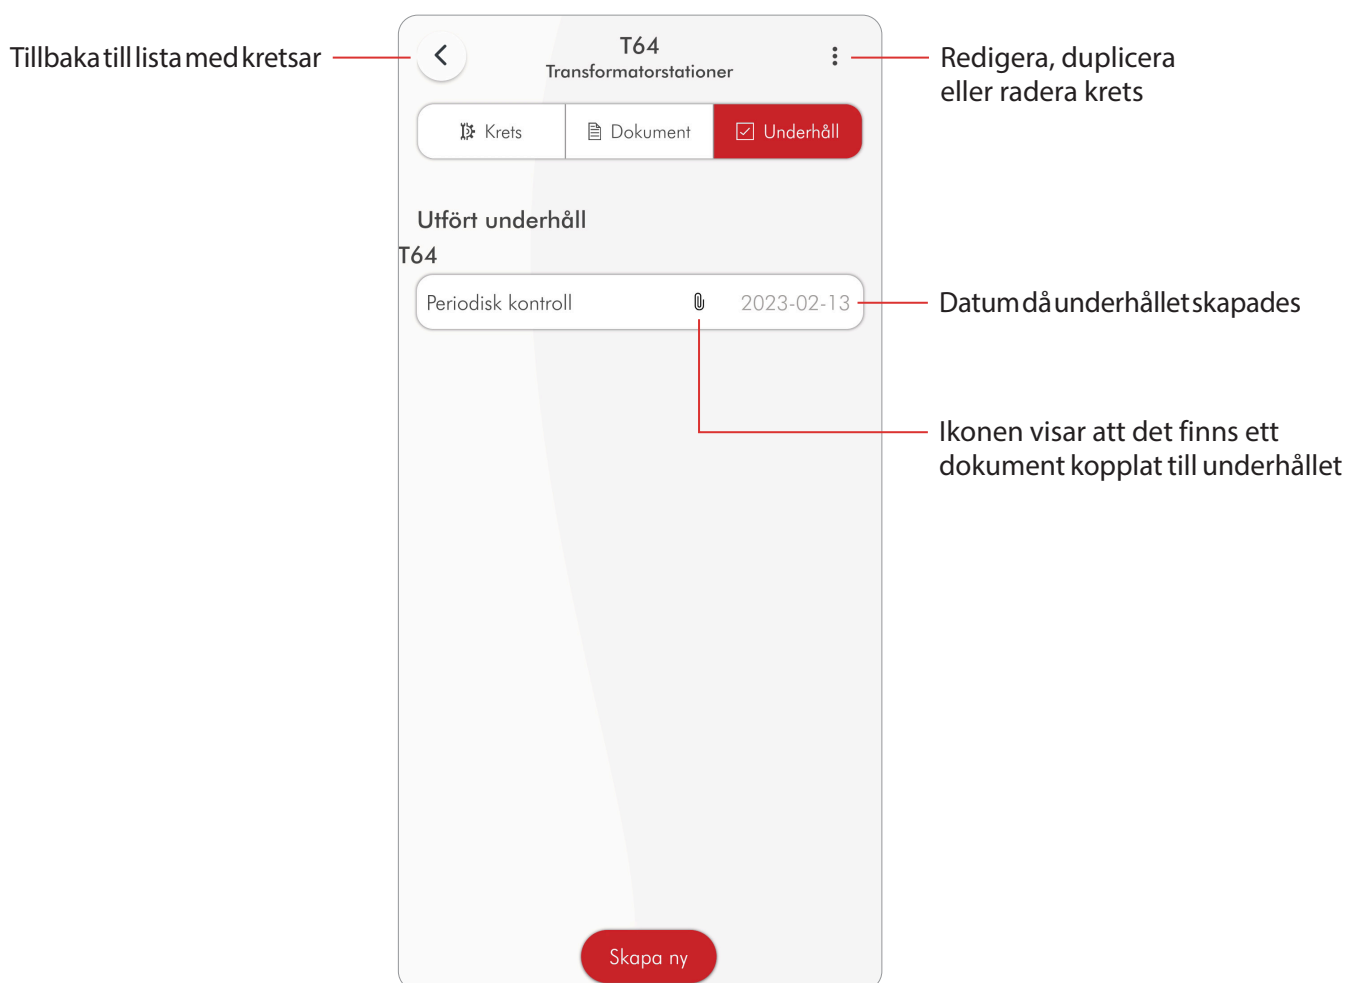 Tillbaka till lista med kretsar
T64
Transformatorstationer
Redigera, duplicera
eller radera krets
Krets
Dokument
Underhåll
Utfört underhåll
T64
Periodisk kontroll
2023-02-13
Datum då underhållet skapades
Ikonen visar att det finns ett
dokument kopplat till underhållet
Skapa ny